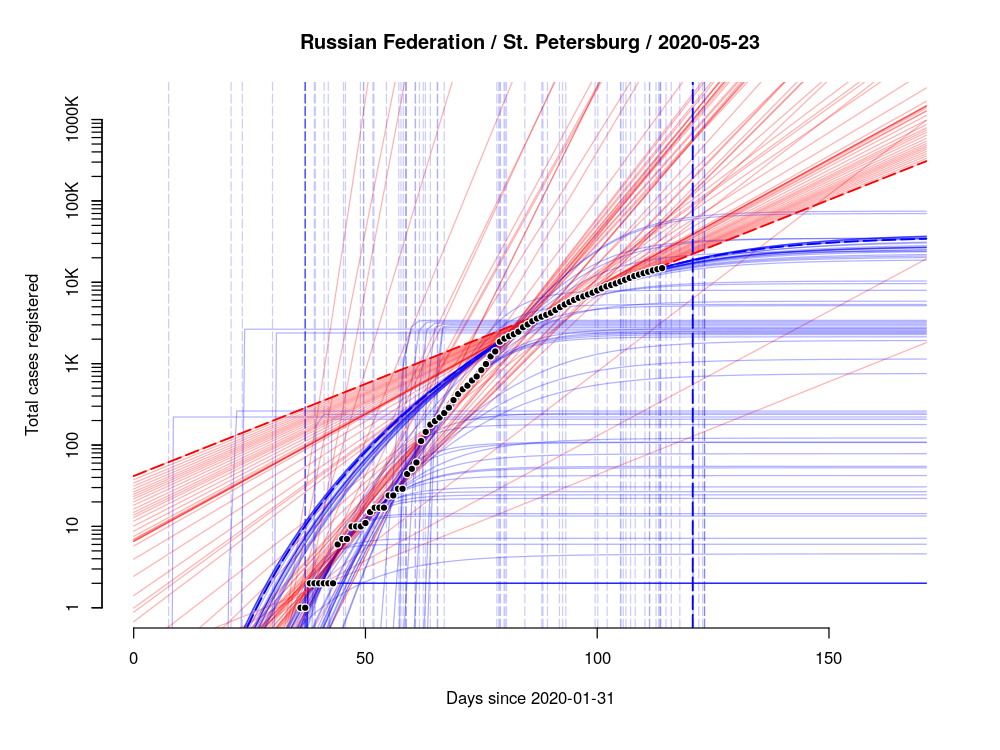 Russian Federation / St. Petersburg / 2020-05-23
Total cases registered
1000K
100K
10K
1K
100
10
1
0 50 100 150
Days since 2020-01-31